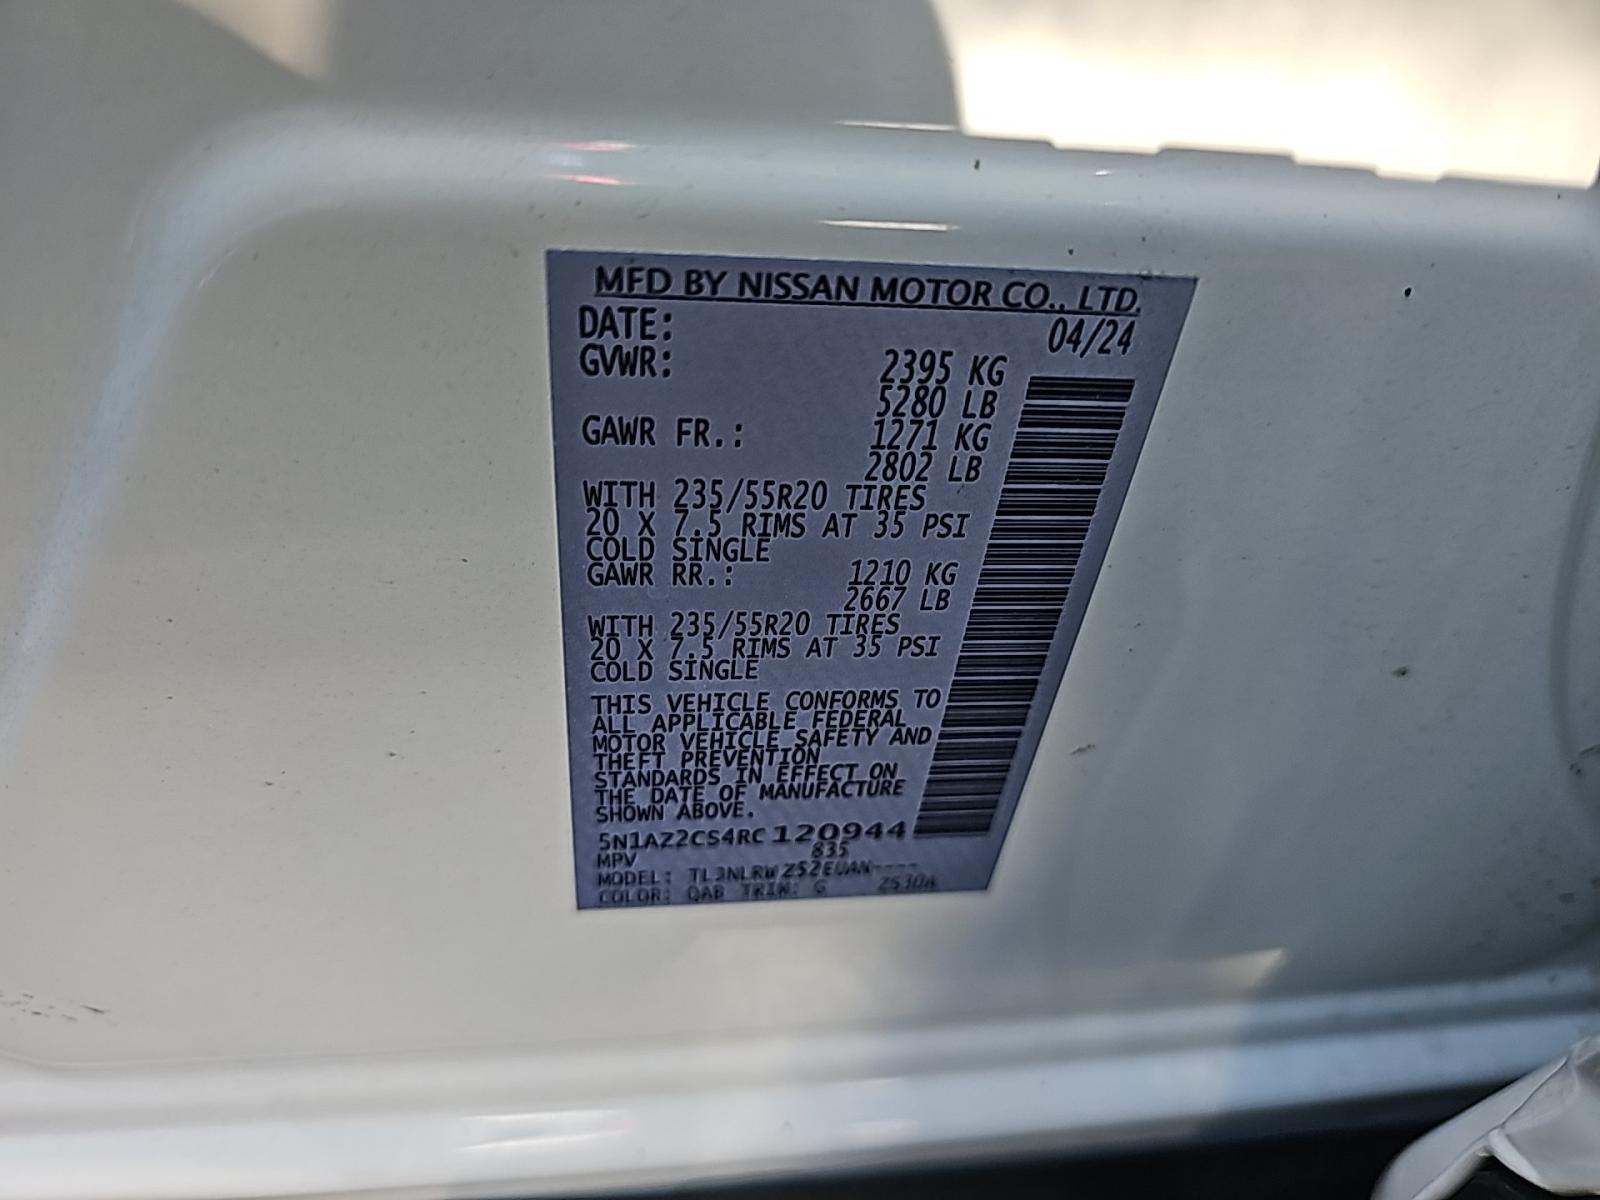 MFD BY NISSAN MOTOR CO., LTD.
DATE: 04/24
GVWR: 2395 KG
5280 LB
GAWR FR.: 1271 KG
2802 LB
WITH 235/55R20 TIRES
20 X 7.5 RIMS AT 35 PSI
COLD SINGLE
GAWR RR.: 1210 KG
2667 LB
WITH 235/55R20 TIRES
20 X 7.5 RIMS AT 35 PSI
COLD SINGLE
THIS VEHICLE CONFORMS TO
ALL APPLICABLE FEDERAL
MOTOR VEHICLE SAFETY AND
THEFT PREVENTION
STANDARDS IN EFFECT ON
THE DATE OF MANUFACTURE
SHOWN ABOVE.
5N1AZ2CS4RC120944
MPV 835
MODEL:
COLOR: QAB TRIM: G